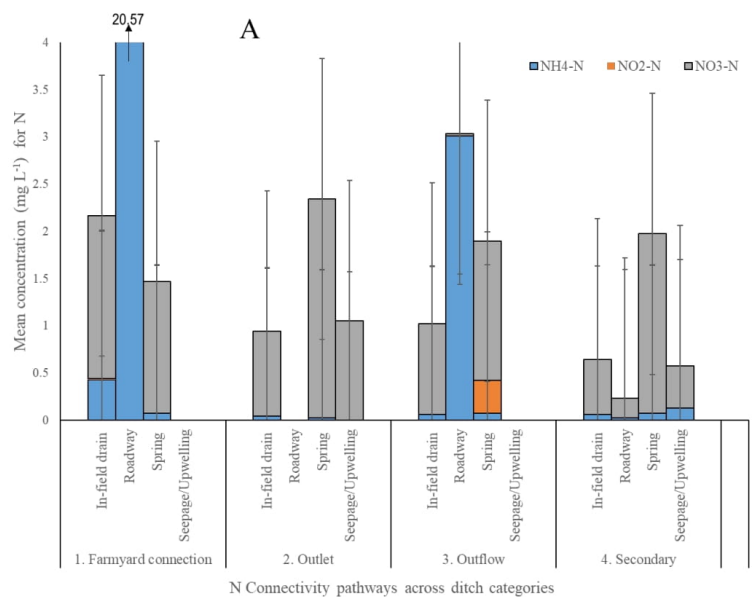 20.57
A
NH4-N
NO2-N
NO3-N
Mean concentration (mg L-1) for N
4
3.5
3
2.5
2
1.5
1
0.5
0
In-field drain
Roadway
Spring
Seepage/Upwelling
In-field drain
Roadway
Spring
Seepage/Upwelling
In-field drain
Roadway
Spring
Seepage/Upwelling
In-field drain
Roadway
Spring
Seepage/Upwelling
1. Farmyard connection
2. Outlet
3. Outflow
4. Secondary
N Connectivity pathways across ditch categories